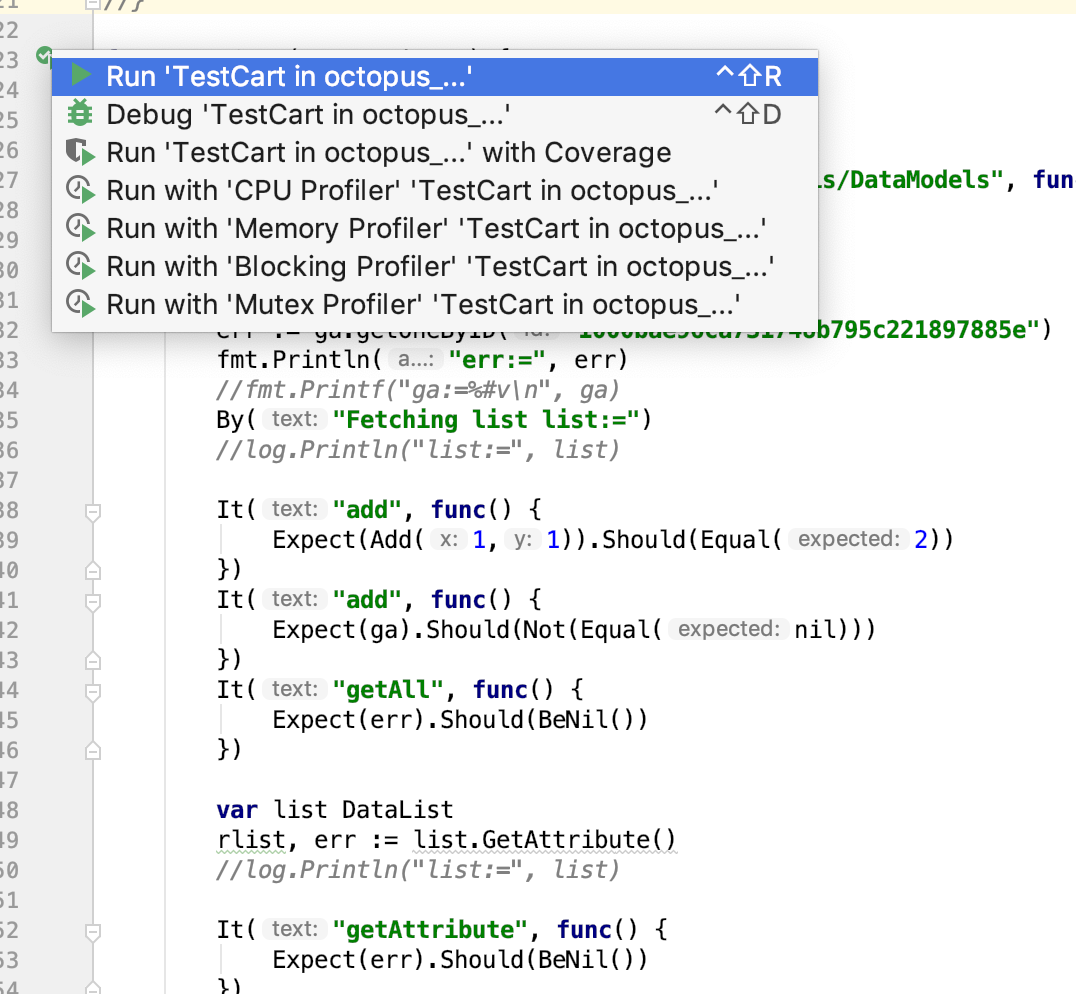 //}
22
23
Run 'TestCart in octopus_...' ^⇧R
24
Debug 'TestCart in octopus_...' ^⇧D
25
26
Run 'TestCart in octopus_...' with Coverage
27
Run with 'CPU Profiler' 'TestCart in octopus_...'
s/DataModels", fun
28
Run with 'Memory Profiler' 'TestCart in octopus_...'
29
30
Run with 'Blocking Profiler' 'TestCart in octopus_...'
31
Run with 'Mutex Profiler' 'TestCart in octopus_...'
32 err := ga.getoneByID( id: b795c221897885e")
33 fmt.Println( a...: "err:=", err)
34 //fmt.Printf("ga:=%#v\n", ga)
35 By( text: "Fetching list list:=")
36 //log.Println("list:=", list)
37
38 It( text: "add", func() {
39 Expect(Add( x: 1, y: 1)).Should(Equal( expected: 2))
40 })
41 It( text: "add", func() {
42 Expect(ga).Should(Not(Equal( expected: nil)))
43 })
44 It( text: "getAll", func() {
45 Expect(err).Should(BeNil())
46 })
47
48 var list DataList
49 rlist, err := list.GetAttribute()
50 //log.Println("list:=", list)
51
52 It( text: "getAttribute", func() {
53 Expect(err).Should(BeNil())
54 })